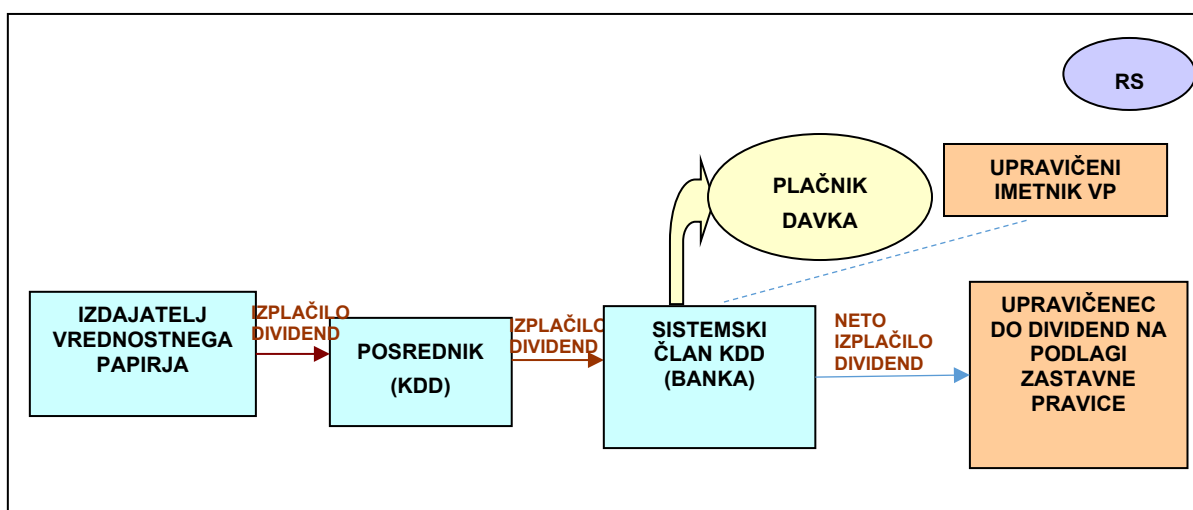 RS
PLAČNIK
DAVKA
UPRAVIČENI
IMETNIK VP
IZDAJATELJ
VREDNOSTNEGA
PAPIRJA
IZPLAČILO
DIVIDEND
POSREDNIK
(KDD)
IZPLAČILO
DIVIDEND
SISTEMSKI
ČLAN KDD
(BANKA)
NETO
IZPLAČILO
DIVIDEND
UPRAVIČENEC
DO DIVIDEND NA
PODLAGI
ZASTAVNE
PRAVICE